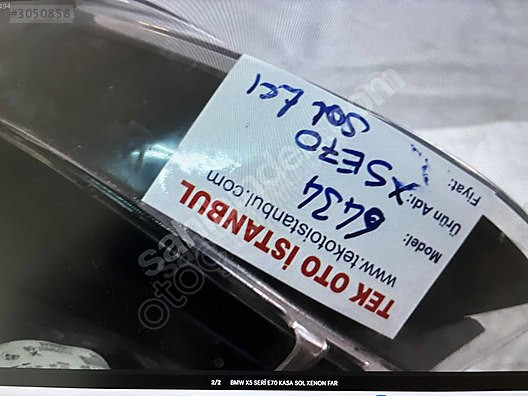 #3050858
TEK OTO İSTANBUL
www.tekotoistanbul.com
Model: 6434
Ürün Adı: X5E70
Fiyat: SOL LCI
2/2 BMW X5 SERİ E70 KASA SOL XENON FAR